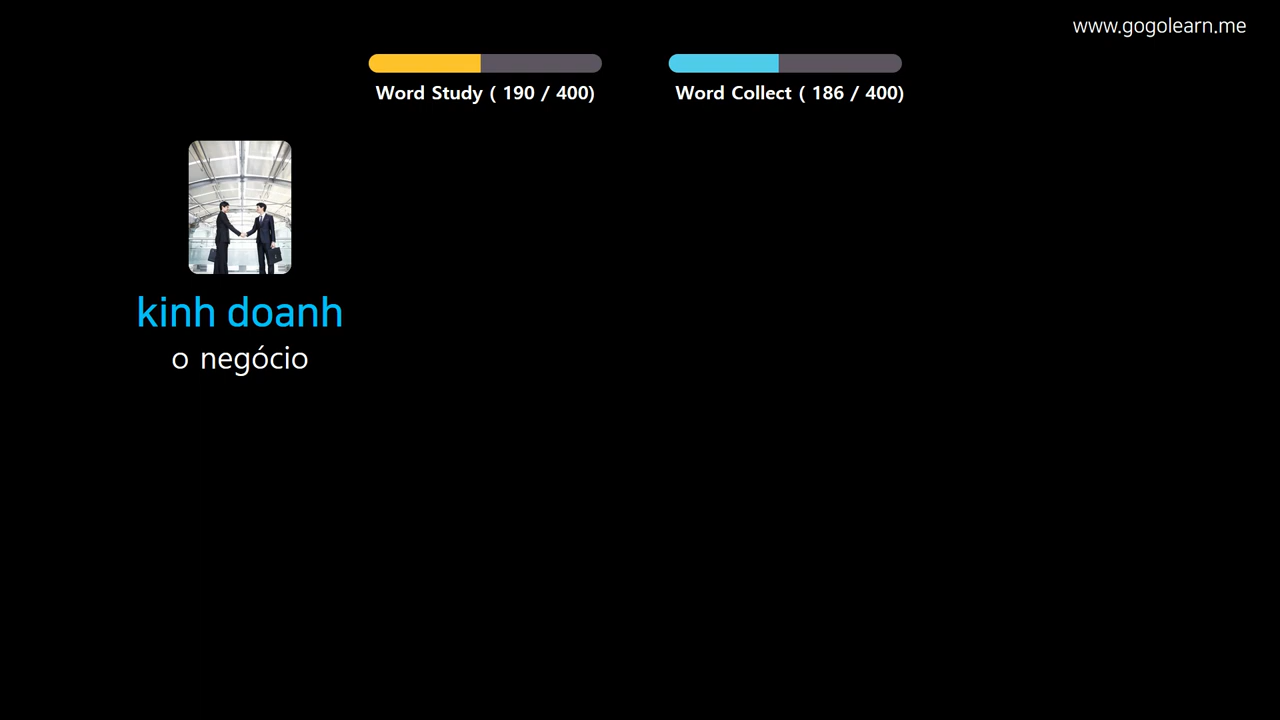 www.gogolearn.me
Word Study ( 190 / 400)
Word Collect ( 186 / 400)
kinh doanh
o negócio